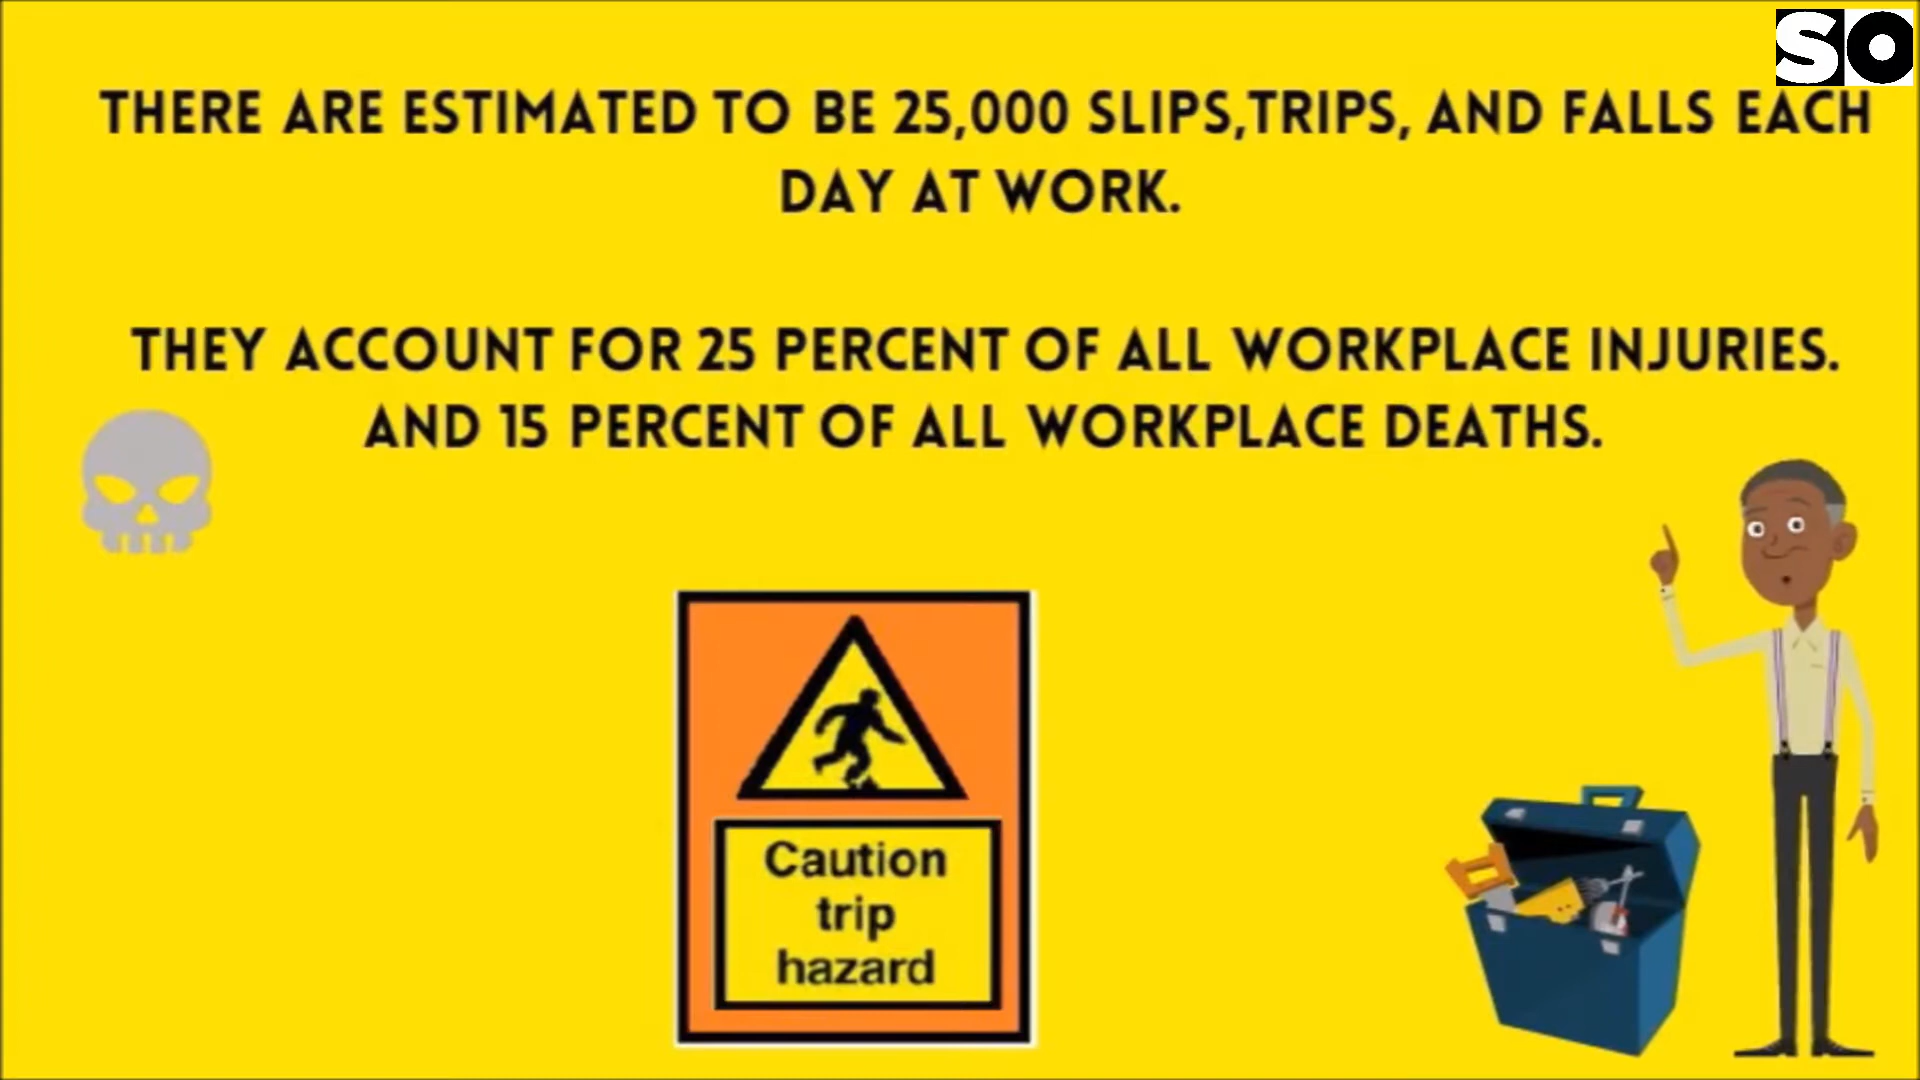 SO
THERE ARE ESTIMATED TO BE 25,000 SLIPS,TRIPS, AND FALLS EACH
DAY AT WORK.
THEY ACCOUNT FOR 25 PERCENT OF ALL WORKPLACE INJURIES.
AND 15 PERCENT OF ALL WORKPLACE DEATHS.
Caution
trip
hazard